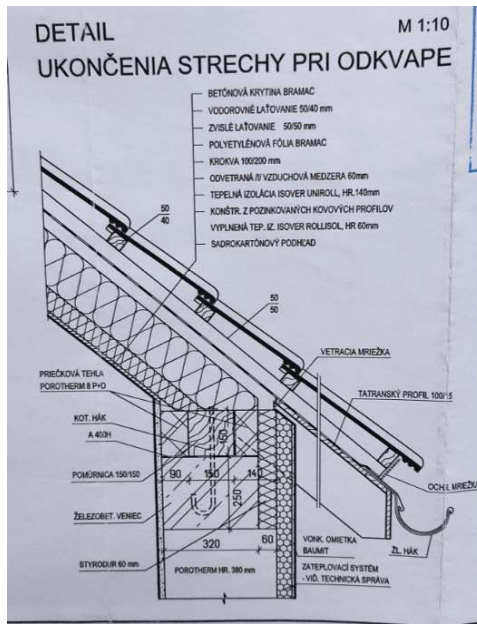 DETAIL
M 1:10
UKONČENIA STRECHY PRI ODKVAPE
BETÓNOVÁ KRYTINA BRAMAC
VODOROVNÉ LAŤOVANIE 50/40 mm
ZVISLÉ LAŤOVANIE 50/50 mm
POLYETYLÉNOVÁ FÓLIA BRAMAC
KROKVA 100/200 mm
ODVETRANÁ /I/ VZDUCHOVÁ MEDZERA 60mm
TEPELNÁ IZOLÁCIA ISOVER UNIROLL, HR. 140mm
KONŠTR. Z POZINKOVANÝCH KOVOVÝCH PROFILOV
VYPLNENÁ TEP. IZ. ISOVER ROLLISOL, HR 60mm
SADROKARTÓNOVÝ PODHĽAD
50
40
50
50
VETRACIA MRIEŽKA
PRIEČKOVÁ TEHLA
POROTHERM 8 P+D
TATRANSKÝ PROFIL 100/15
KOT. HÁK
A 400H
150
POMÚRNICA 150/150
90
150
140
OCHR. MRIEŽKA
250
ŽELEZOBET. VENIEC
320
60
VONK. OMIETKA
BAUMIT
ŽĽ. HÁK
STYRODUR 60 mm
POROTHERM HR. 380 mm
ZATEPĽOVACÍ SYSTÉM
- VIĎ. TECHNICKÁ SPRÁVA